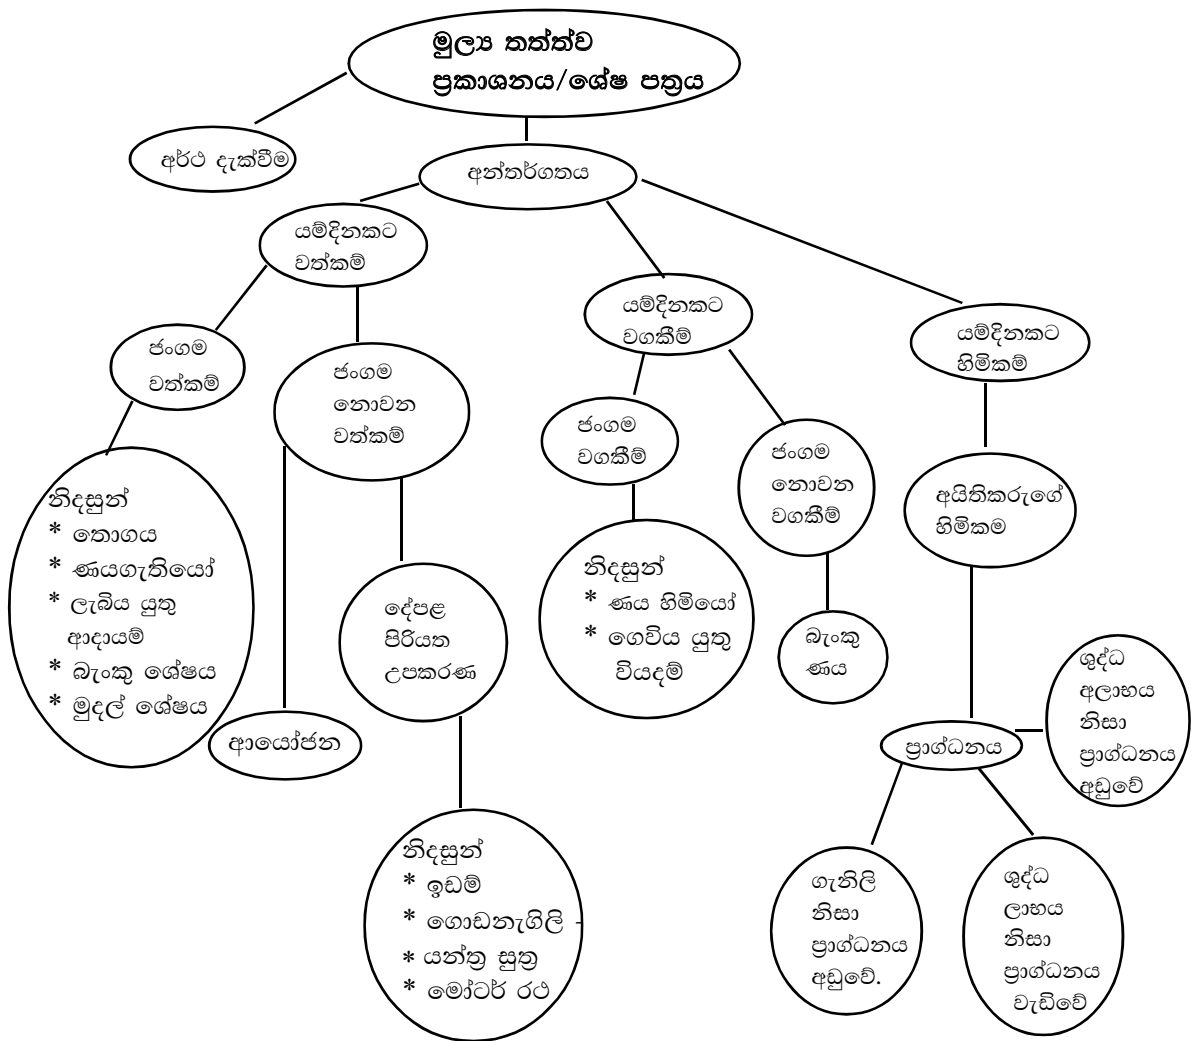 මුල්‍ය තත්ත්ව
ප්‍රකාශනය/ශේෂ පත්‍රය
අර්ථ දැක්වීම
අන්තර්ගතය
යම්දිනකට
වත්කම්
යම්දිනකට
වගකීම්
යම්දිනකට
හිමිකම්
ජංගම
වත්කම්
ජංගම
නොවන
වත්කම්
ජංගම
වගකීම්
ජංගම
නොවන
වගකීම්
අයිතිකරුගේ
හිමිකම
නිදසුන්
* තොගය
* ණයගැතියෝ
* ලැබිය යුතු
ආදායම්
* බැංකු ශේෂය
* මුදල් ශේෂය
ආයෝජන
දේපළ
පිරියත
උපකරණ
නිදසුන්
* ණය හිමියෝ
* ගෙවිය යුතු
වියදම්
බැංකු
ණය
ප්‍රාග්ධනය
ශුද්ධ
අලාභය
නිසා
ප්‍රාග්ධනය
අඩුවේ
නිදසුන්
* ඉඩම්
* ගොඩනැගිලි -
* යන්ත්‍ර සුත්‍ර
* මෝටර් රථ
ගැනිලි
නිසා
ප්‍රාග්ධනය
අඩුවේ.
ශුද්ධ
ලාභය
නිසා
ප්‍රාග්ධනය
වැඩිවේ